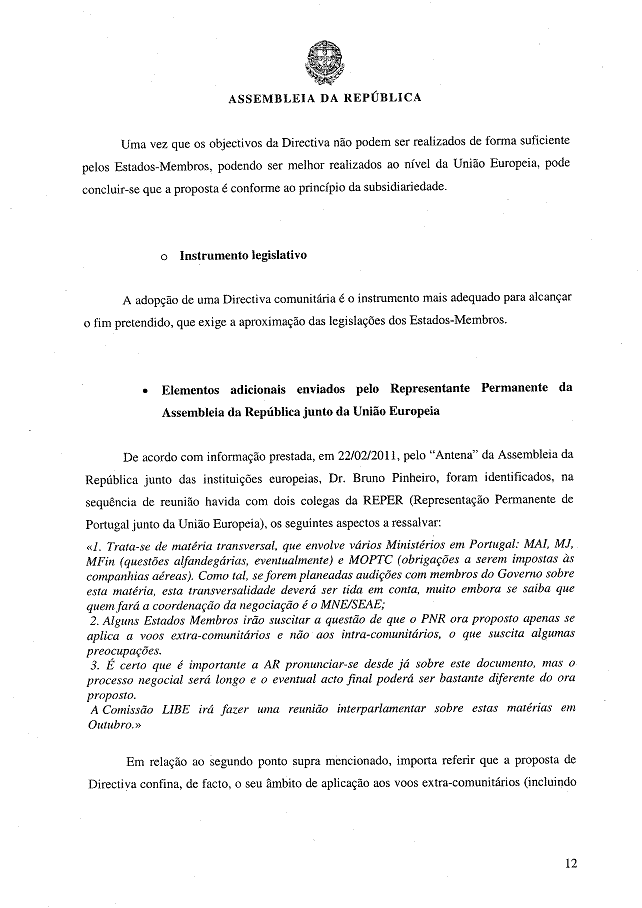 ASSEMBLEIA DA REPÚBLICA
Uma vez que os objectivos da Directiva não podem ser realizados de forma suficiente
pelos Estados-Membros, podendo ser melhor realizados ao nível da União Europeia, pode
concluir-se que a proposta é conforme ao princípio da subsidiariedade.
o Instrumento legislativo
A adopção de uma Directiva comunitária é o instrumento mais adequado para alcançar
o fim pretendido, que exige a aproximação das legislações dos Estados-Membros.
• Elementos adicionais enviados pelo Representante Permanente da
Assembleia da República junto da União Europeia
De acordo com informação prestada, em 22/02/2011, pelo “Antena” da Assembleia da
República junto das instituições europeias, Dr. Bruno Pinheiro, foram identificados, na
sequência de reunião havida com dois colegas da REPER (Representação Permanente de
Portugal junto da União Europeia), os seguintes aspectos a ressalvar:
«1. Trata-se de matéria transversal, que envolve vários Ministérios em Portugal: MAI, MJ,
MFin (questões alfandegárias, eventualmente) e MOPTC (obrigações a serem impostas às
companhias aéreas). Como tal, se forem planeadas audições com membros do Governo sobre
esta matéria, esta transversalidade deverá ser tida em conta, muito embora se saiba que
quem fará a coordenação da negociação é o MNE/SEAE;
2. Alguns Estados Membros irão suscitar a questão de que o PNR ora proposto apenas se
aplica a voos extra-comunitários e não aos intra-comunitários, o que suscita algumas
preocupações.
3. É certo que é importante a AR pronunciar-se desde já sobre este documento, mas o
processo negocial será longo e o eventual acto final poderá ser bastante diferente do ora
proposto.
A Comissão LIBE irá fazer uma reunião interparlamentar sobre estas matérias em
Outubro.»
Em relação ao segundo ponto supra mencionado, importa referir que a proposta de
Directiva confina, de facto, o seu âmbito de aplicação aos voos extra-comunitários (incluindo
12